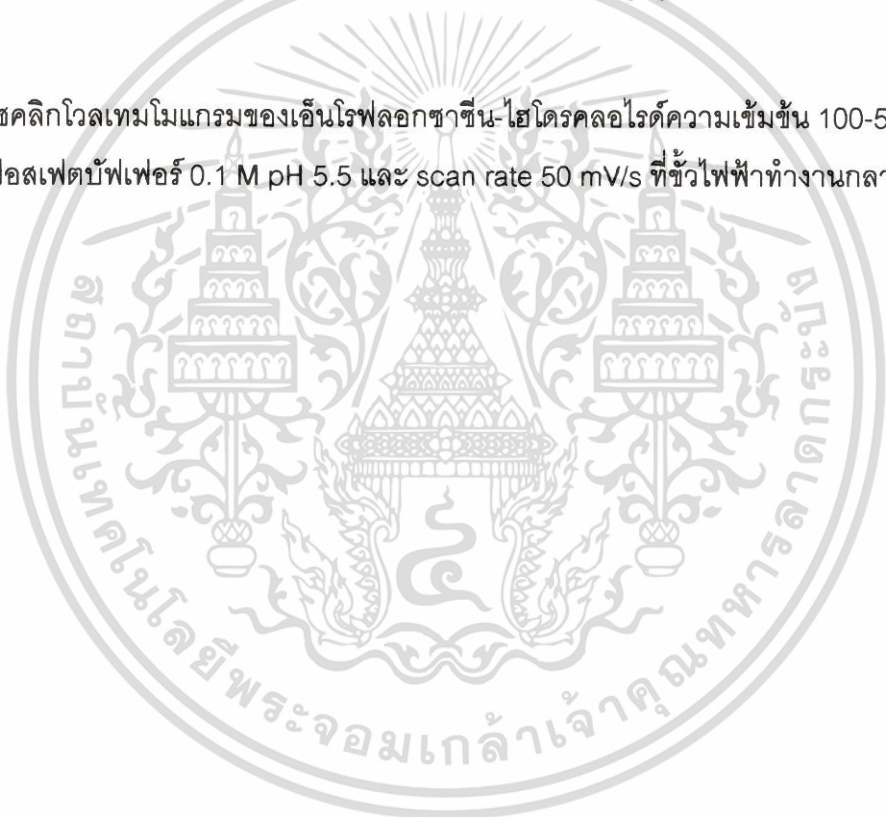 ซคลิกโวลเทมโมแกรมของเอ็นโรฟลอกซาซีน-ไฮโดรคลอไรด์ความเข้มข้น 100-5
ฟอสเฟตบัฟเฟอร์ 0.1 M pH 5.5 และ scan rate 50 mV/s ที่ขั้วไฟฟ้าทำงานกลา
สถาบันเทคโนโลยีพระจอมเกล้าเจ้าคุณทหารลาดกระบัง